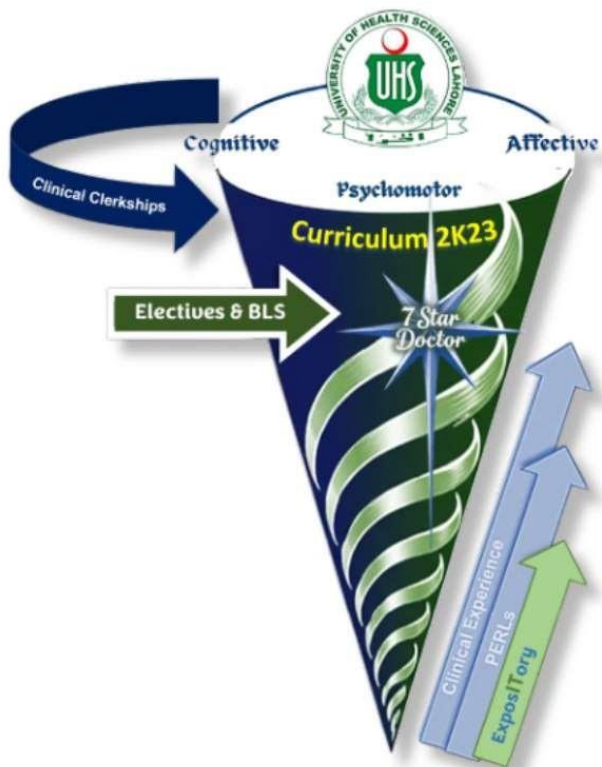 UNIVERSITY OF HEALTH SCIENCES LAHORE
UHS
Cognitive
Affective
Psychomotor
Clinical Clerkships
Curriculum 2K23
Electives & BLS
7 Star
Doctor
Clinical Experience
PERLs
ExposITory